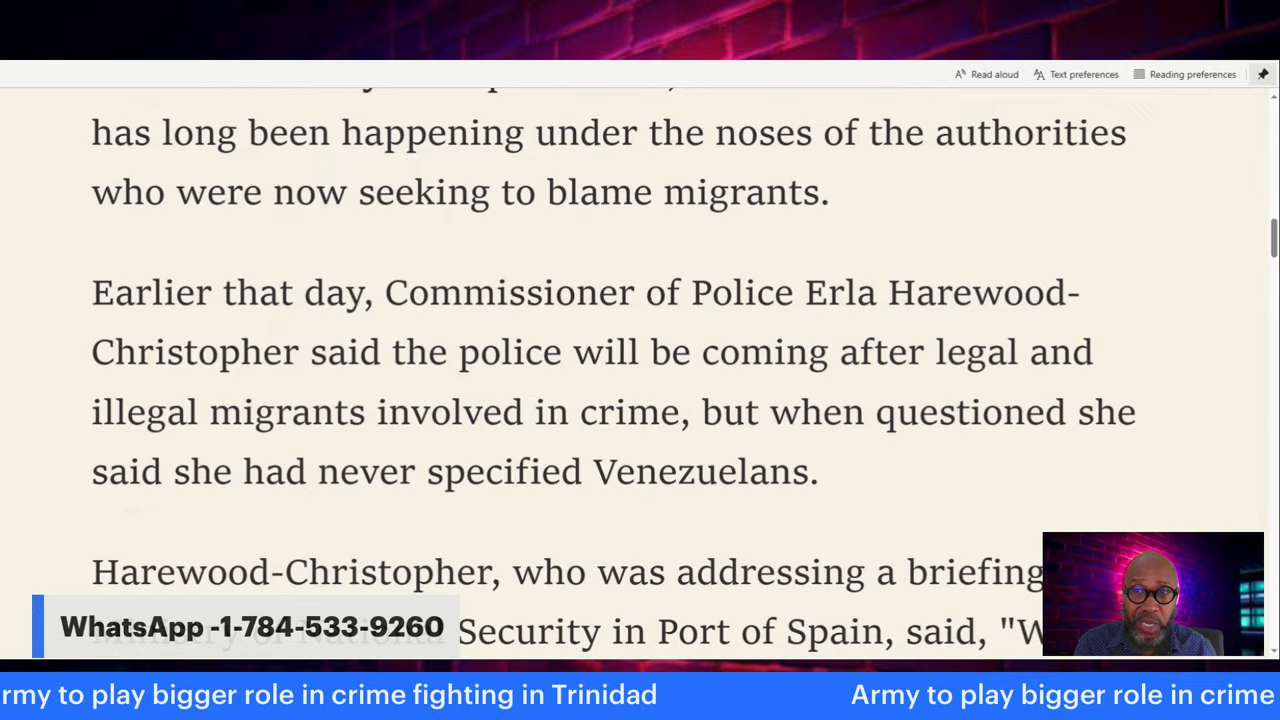 Read aloud Text preferences Reading preferences
has long been happening under the noses of the authorities
who were now seeking to blame migrants.
Earlier that day, Commissioner of Police Erla Harewood-
Christopher said the police will be coming after legal and
illegal migrants involved in crime, but when questioned she
said she had never specified Venezuelans.
Harewood-Christopher, who was addressing a briefing
WhatsApp -1-784-533-9260
Security in Port of Spain, said, "W
rmy to play bigger role in crime fighting in Trinidad Army to play bigger role in crime